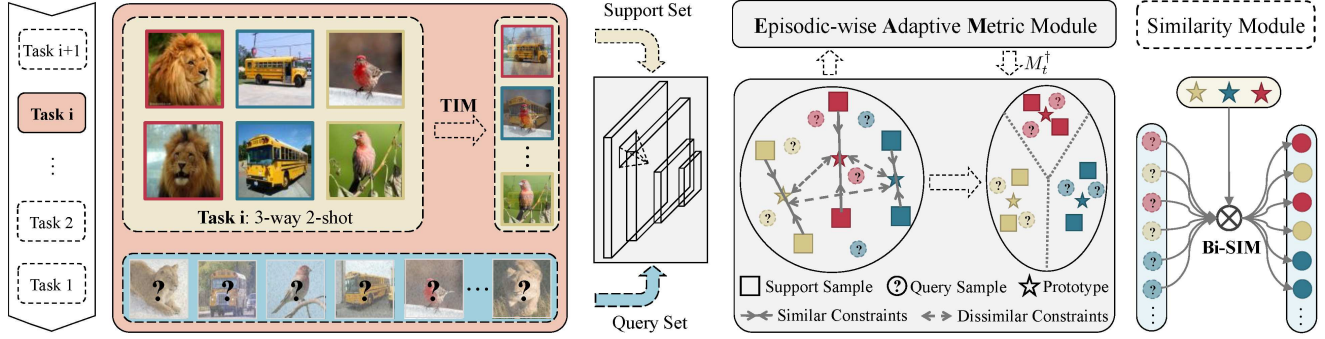 Task i+1
Task i
Task 2
Task 1
TIM
Task i: 3-way 2-shot
? ? ? ? ? ?
Support Set
Query Set
Episodic-wise Adaptive Metric Module
M_t^†
? ? ? ? ? ?
? ? ? ? ? ?
Support Sample
? Query Sample
Prototype
Similar Constraints
Dissimilar Constraints
Similarity Module
?
?
?
?
?
Bi-SIM